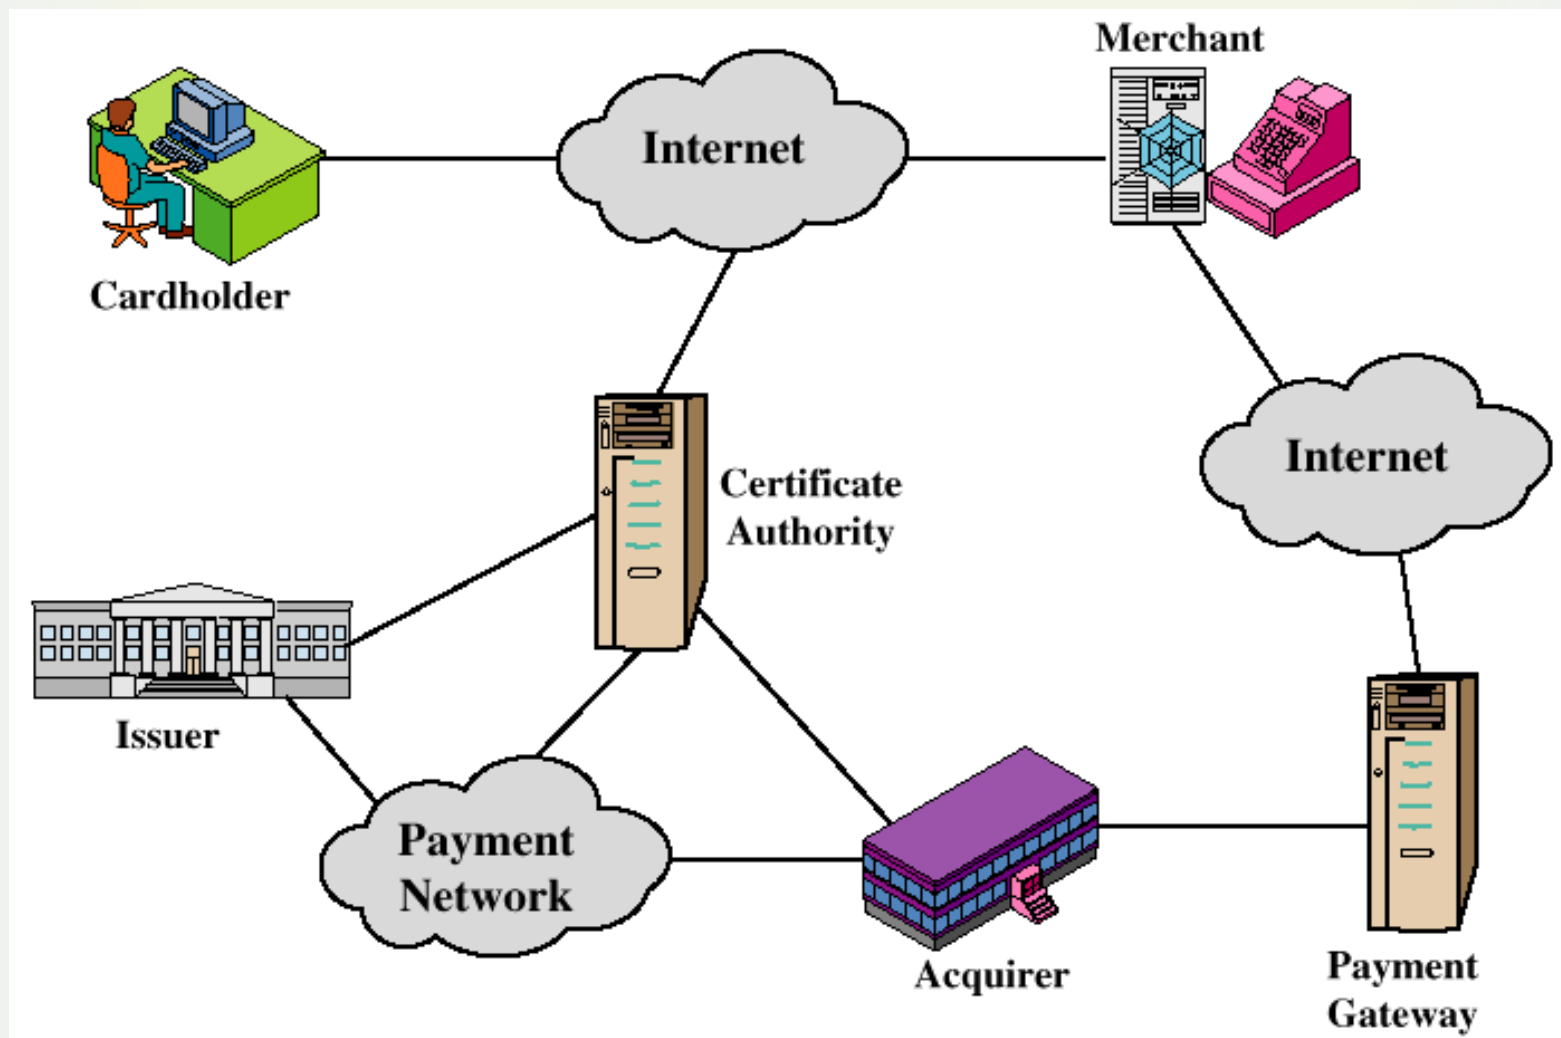 Merchant
Internet
Cardholder
Internet
Certificate
Authority
Issuer
Payment
Network
Acquirer
Payment
Gateway